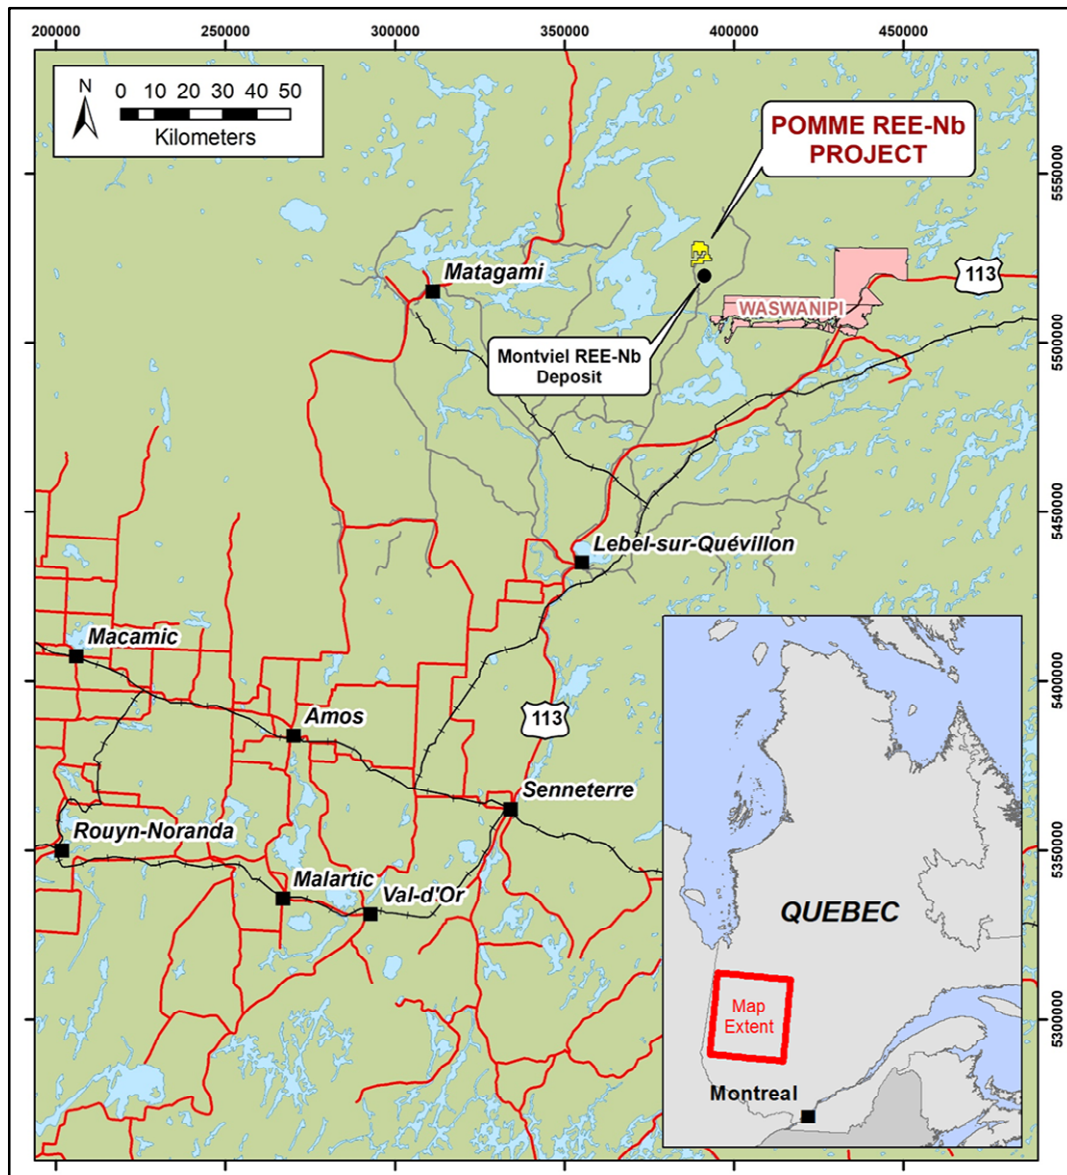 200000 250000 300000 350000 400000 450000
N
0 10 20 30 40 50
Kilometers
POMME REE-Nb
PROJECT
5550000
Matagami
113
WASWANIPI
Montviel REE-Nb
Deposit
5500000
5450000
Lebel-sur-Quévillon
Macamic
5400000
Amos
113
Senneterre
Rouyn-Noranda
5350000
Malartic
Val-d'Or
QUEBEC
Map
Extent
5300000
Montreal